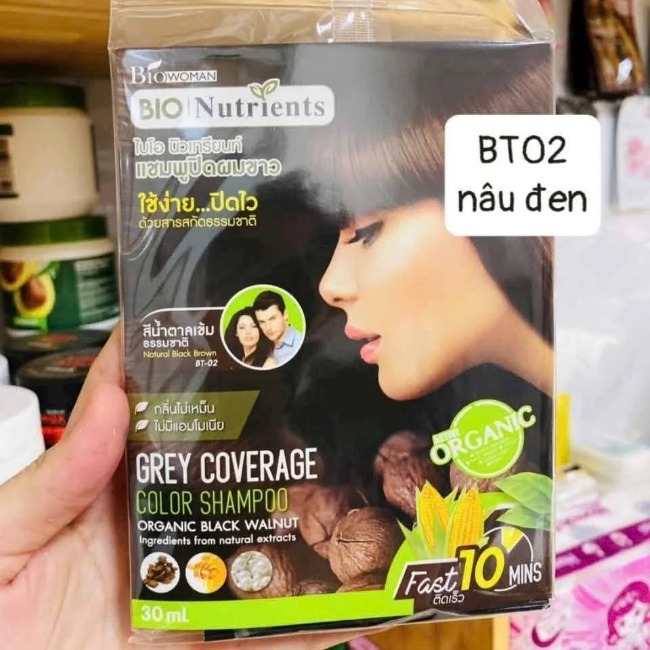 Bio WOMAN
BIO Nutrients
ไบโอ นิวเทรียนท์
แชมพูปิดผมขาว
ใช้ง่าย...ปิดไว
ด้วยสารสกัดธรรมชาติ
BT02
nâu đen
สีน้ำตาลเข้ม
ธรรมชาติ
Natural Black Brown
BT-02
กลิ่นไม่เหม็น
ไม่มีแอมโมเนีย
GREY COVERAGE
COLOR SHAMPOO
ORGANIC BLACK WALNUT
Ingredients from natural extracts
ORGANIC
Fast 10 MINS
ติดเร็ว
30 ml